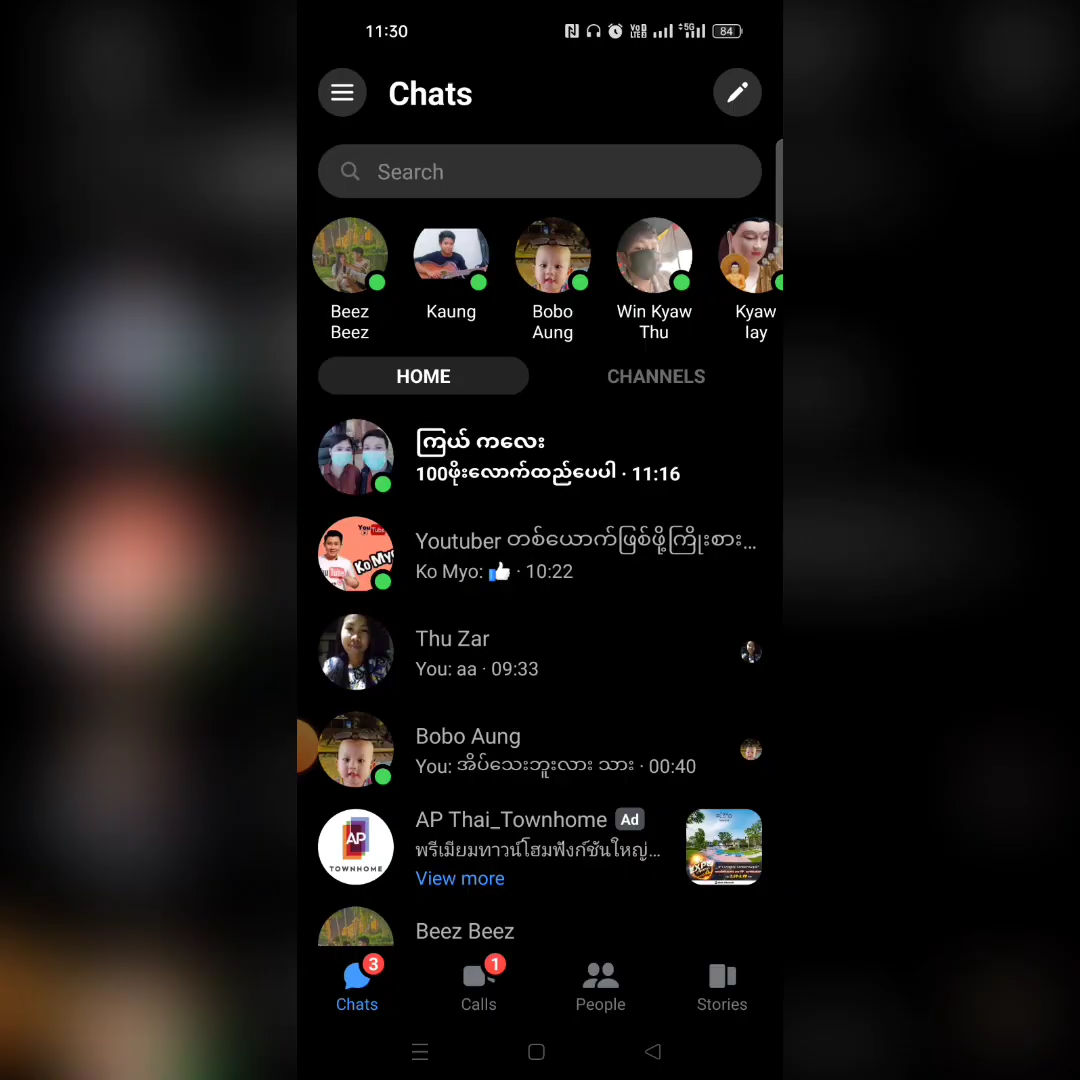 11:30
84
Chats
Search
Beez Beez
Kaung
Bobo Aung
Win Kyaw Thu
Kyaw lay
HOME
CHANNELS
ကြယ် ကလေး
100ဖိုးလောက်ထည့်ပေပါ · 11:16
Youtuber တစ်ယောက်ဖြစ်ဖို့ကြိုးစား...
Ko Myo: 👍 · 10:22
Thu Zar
You: aa · 09:33
Bobo Aung
You: အိပ်သေးဘူးလား သား · 00:40
AP Thai_Townhome Ad
พรีเมียมทาวน์โฮมฟังก์ชันใหญ่...
View more
AP
TOWNHOME
Beez Beez
3
1
Chats
Calls
People
Stories